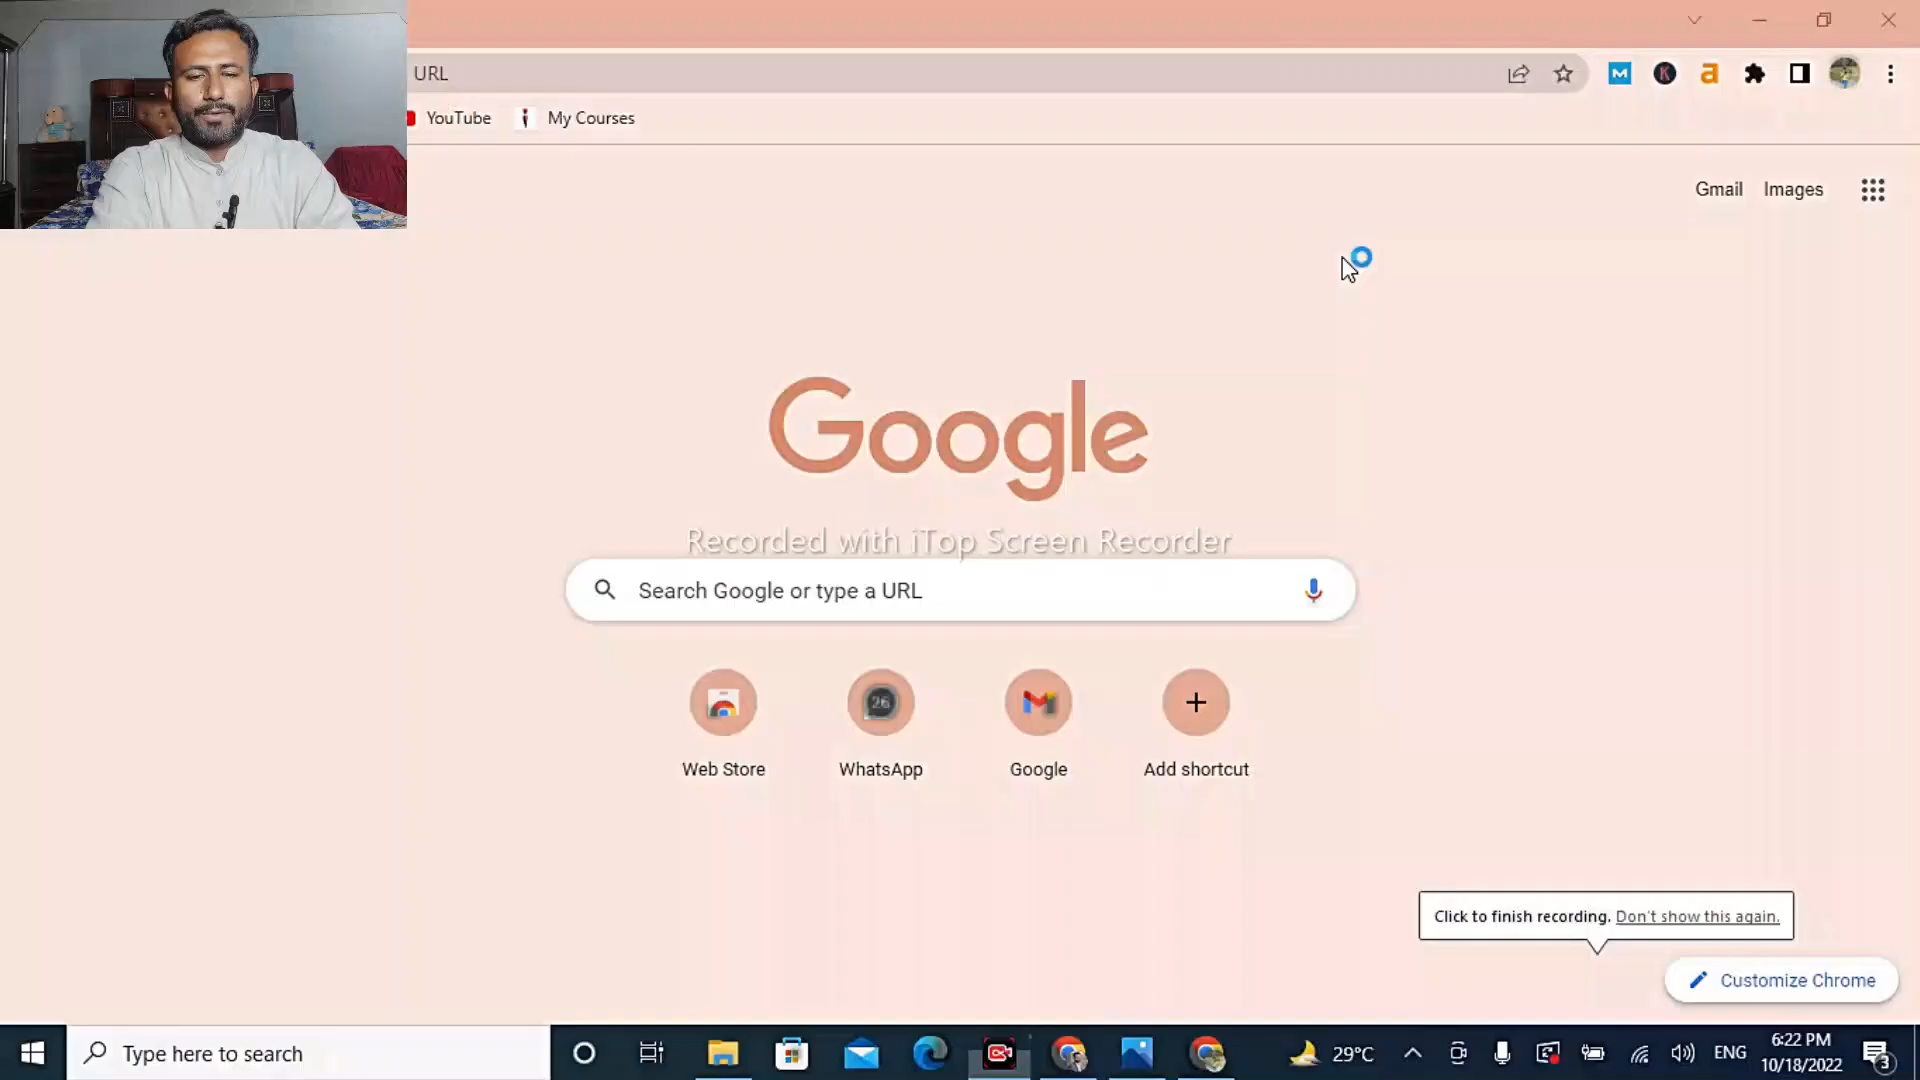 URL
YouTube
My Courses
Gmail
Images
Google
Recorded with iTop Screen Recorder
Search Google or type a URL
26
Web Store
WhatsApp
Google
Add shortcut
Click to finish recording. Don't show this again.
Customize Chrome
Type here to search
29°C
ENG
6:22 PM
10/18/2022
3